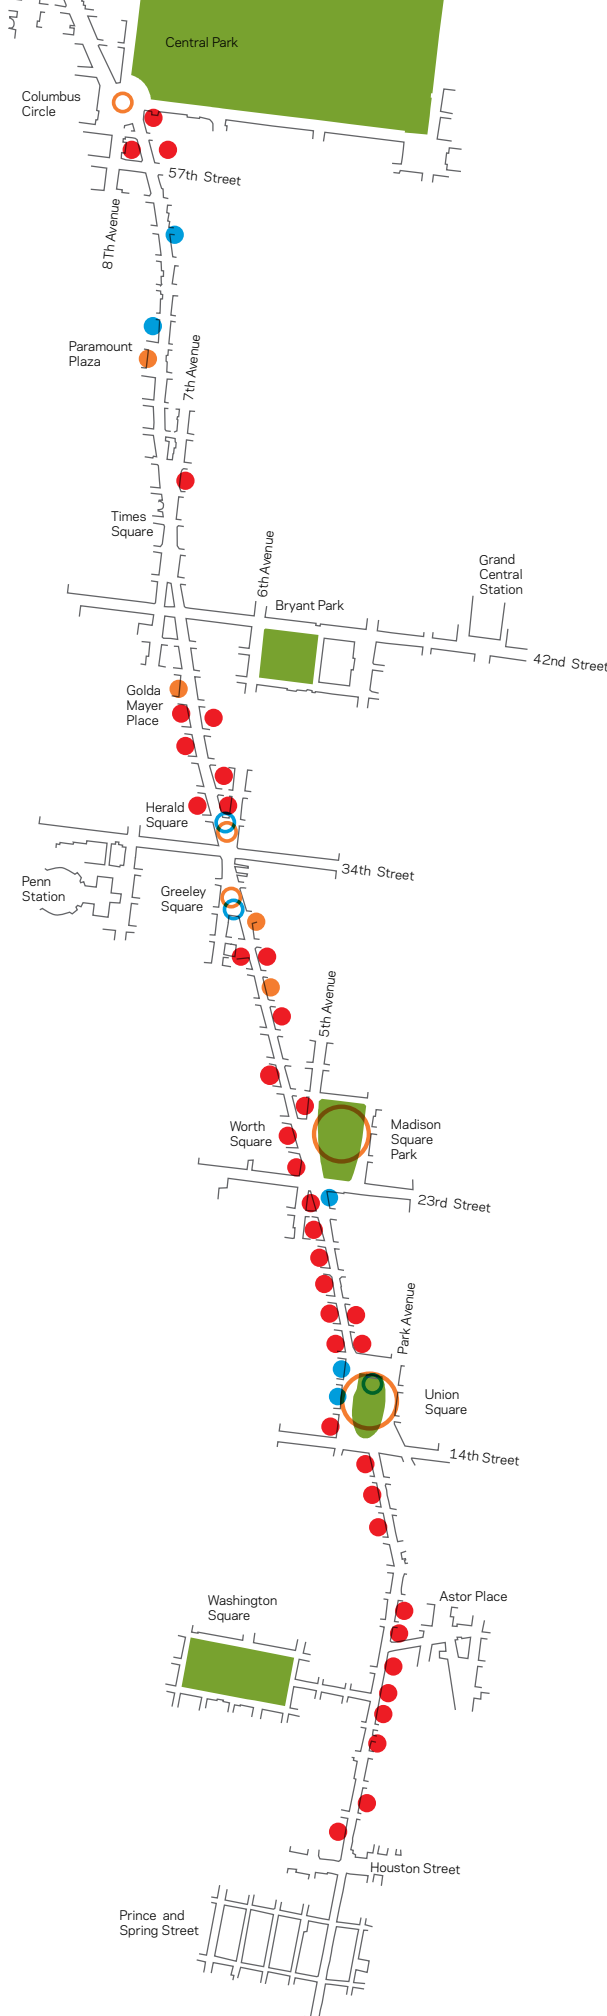 Central Park
Columbus
Circle
57th Street
8Th Avenue
Paramount
Plaza
7th Avenue
Times
Square
6th Avenue
Grand
Central
Station
Bryant Park
42nd Street
Golda
Mayer
Place
Herald
Square
34th Street
Penn
Station
Greeley
Square
5th Avenue
Worth
Square
Madison
Square
Park
23rd Street
Park Avenue
Union
Square
14th Street
Washington
Square
Astor Place
Houston Street
Prince and
Spring Street